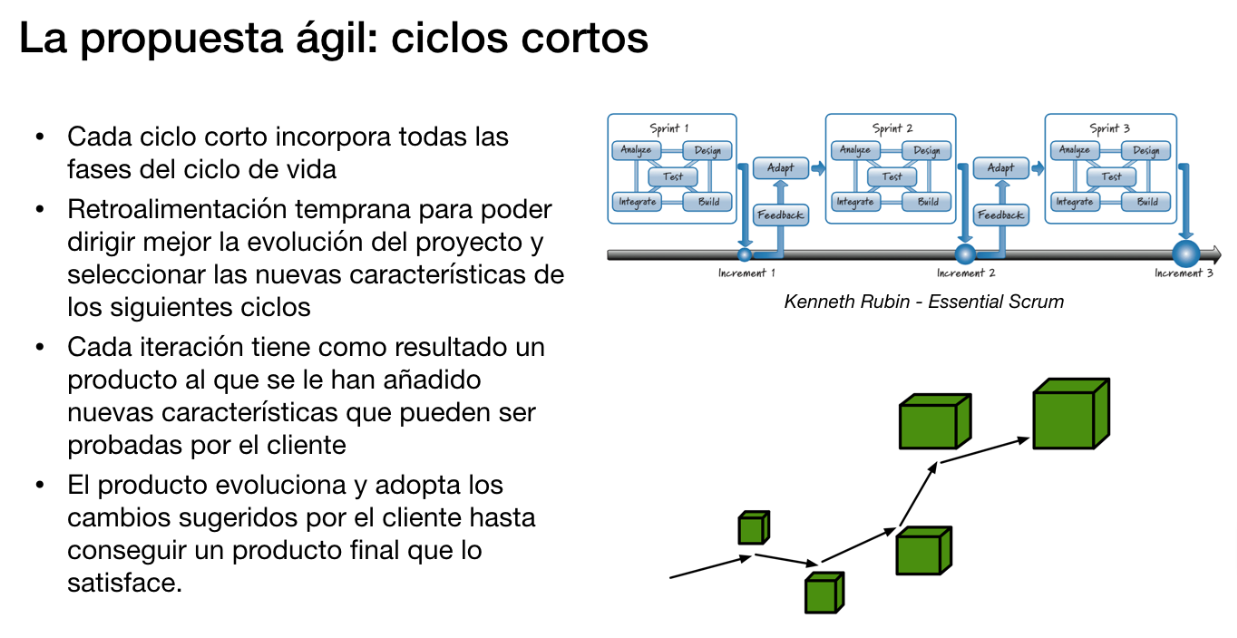 La propuesta ágil: ciclos cortos
• Cada ciclo corto incorpora todas las
fases del ciclo de vida
• Retroalimentación temprana para poder
dirigir mejor la evolución del proyecto y
seleccionar las nuevas características de
los siguientes ciclos
• Cada iteración tiene como resultado un
producto al que se le han añadido
nuevas características que pueden ser
probadas por el cliente
• El producto evoluciona y adopta los
cambios sugeridos por el cliente hasta
conseguir un producto final que lo
satisface.
Sprint 1
Analyze
Design
Test
Integrate
Build
Adapt
Feedback
Increment 1
Sprint 2
Analyze
Design
Test
Integrate
Build
Adapt
Feedback
Increment 2
Sprint 3
Analyze
Design
Test
Integrate
Build
Increment 3
Kenneth Rubin - Essential Scrum